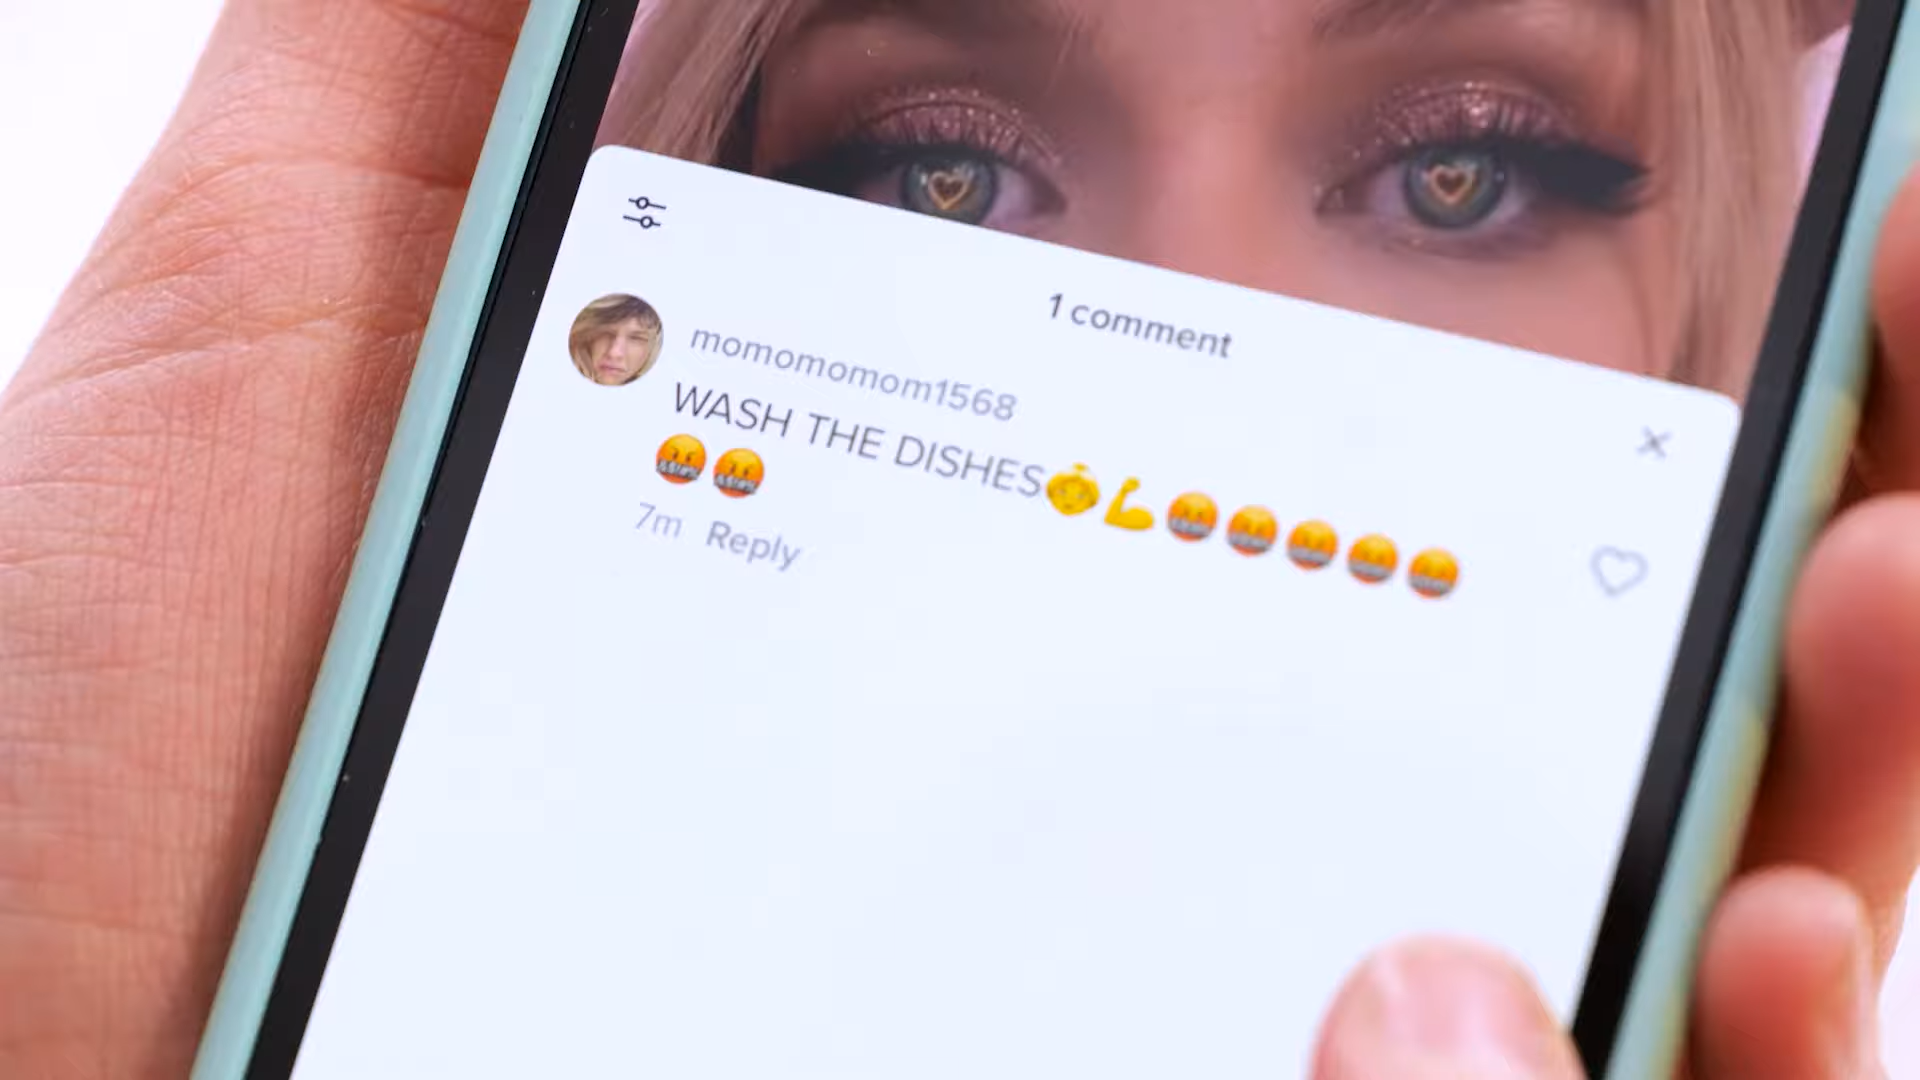 1 comment
momomomom1568
WASH THE DISHES👵💪🤬🤬🤬🤬🤬
🤬🤬
7m Reply